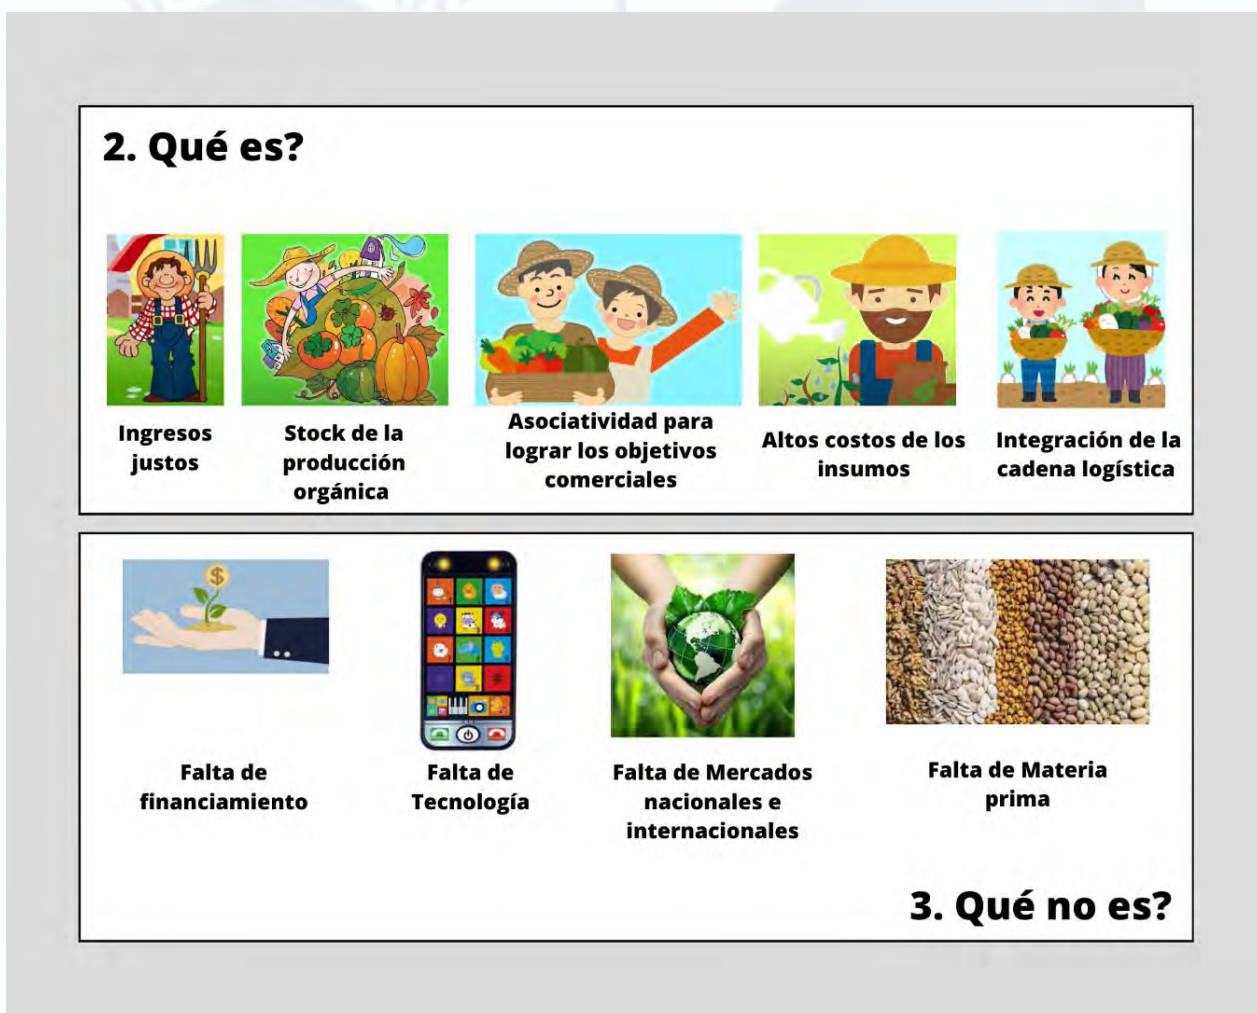 2. Qué es?
Ingresos
justos
Stock de la
producción
orgánica
Asociatividad para
lograr los objetivos
comerciales
Altos costos de los
insumos
Integración de la
cadena logística
Falta de
financiamiento
Falta de
Tecnología
Falta de Mercados
nacionales e
internacionales
Falta de Materia
prima
3. Qué no es?